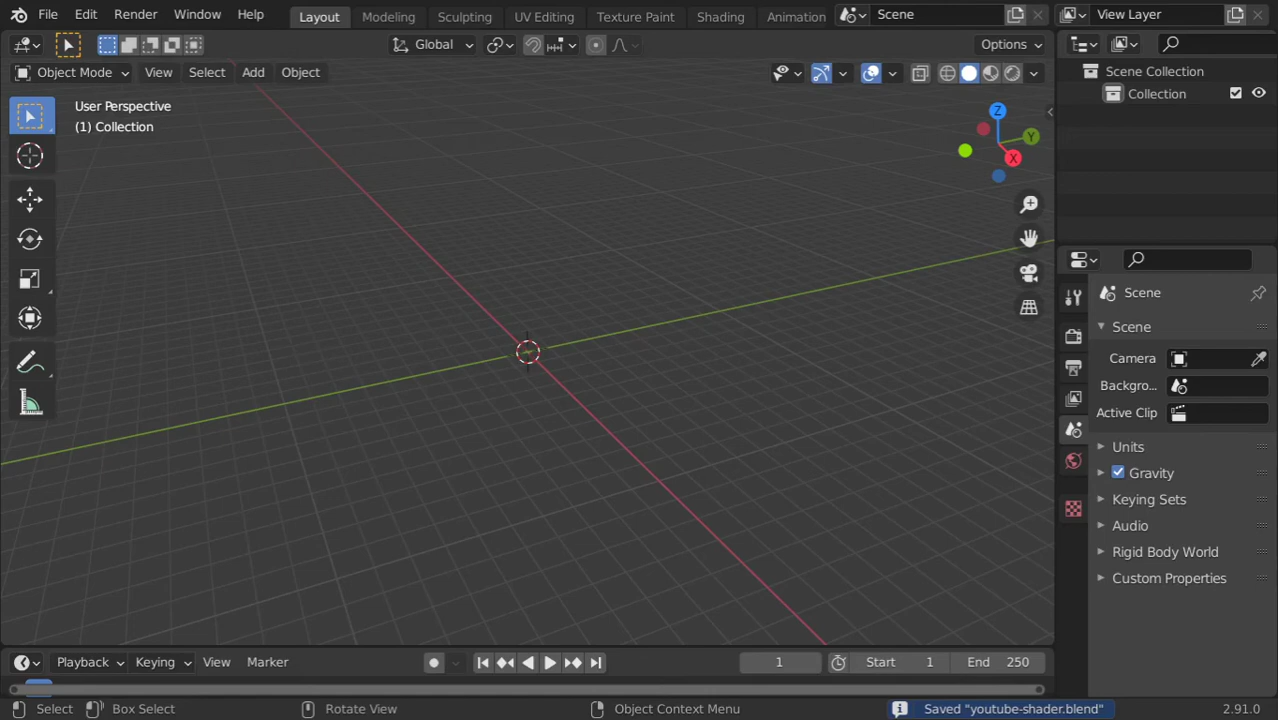 File Edit Render Window Help Layout Modeling Sculpting UV Editing Texture Paint Shading Animation Scene View Layer
Global Options
Object Mode View Select Add Object
User Perspective
(1) Collection
Z
Y
X
Scene Collection
Collection
Scene
Scene
Camera
Backgro...
Active Clip
Units
Gravity
Keying Sets
Audio
Rigid Body World
Custom Properties
Playback Keying View Marker 1 Start 1 End 250
Select Box Select Rotate View Object Context Menu Saved "youtube-shader.blend" 2.91.0